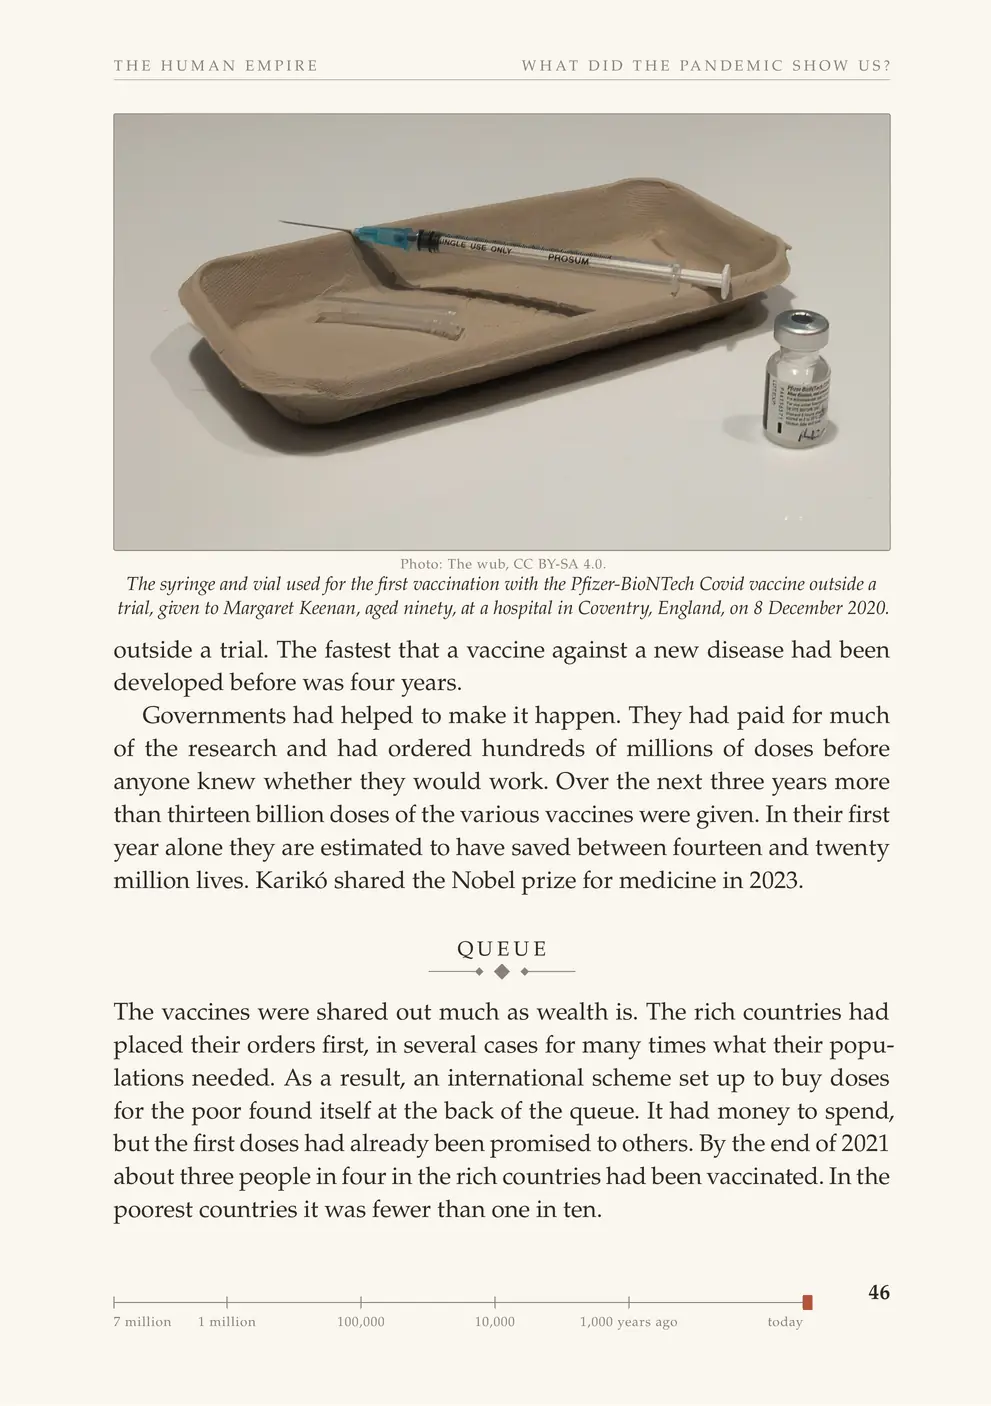 THE HUMAN EMPIRE
WHAT DID THE PANDEMIC SHOW US?
SINGLE USE ONLY
PROSUM
Pfizer-BioNTech
Photo: The wub, CC BY-SA 4.0.
The syringe and vial used for the first vaccination with the Pfizer-BioNTech Covid vaccine outside a
trial, given to Margaret Keenan, aged ninety, at a hospital in Coventry, England, on 8 December 2020.
outside a trial. The fastest that a vaccine against a new disease had been
developed before was four years.
Governments had helped to make it happen. They had paid for much
of the research and had ordered hundreds of millions of doses before
anyone knew whether they would work. Over the next three years more
than thirteen billion doses of the various vaccines were given. In their first
year alone they are estimated to have saved between fourteen and twenty
million lives. Karikó shared the Nobel prize for medicine in 2023.
QUEUE
The vaccines were shared out much as wealth is. The rich countries had
placed their orders first, in several cases for many times what their popu-
lations needed. As a result, an international scheme set up to buy doses
for the poor found itself at the back of the queue. It had money to spend,
but the first doses had already been promised to others. By the end of 2021
about three people in four in the rich countries had been vaccinated. In the
poorest countries it was fewer than one in ten.
46
7 million 1 million 100,000 10,000 1,000 years ago today